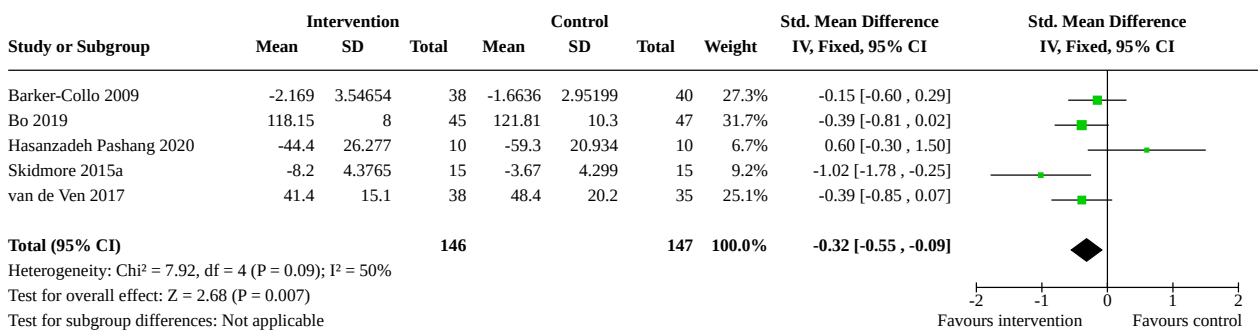 Intervention Control Std. Mean Difference Std. Mean Difference
Study or Subgroup Mean SD Total Mean SD Total Weight IV, Fixed, 95% CI IV, Fixed, 95% CI
Barker-Collo 2009 -2.169 3.54654 38 -1.6636 2.95199 40 27.3% -0.15 [-0.60 , 0.29]
Bo 2019 118.15 8 45 121.81 10.3 47 31.7% -0.39 [-0.81 , 0.02]
Hasanzadeh Pashang 2020 -44.4 26.277 10 -59.3 20.934 10 6.7% 0.60 [-0.30 , 1.50]
Skidmore 2015a -8.2 4.3765 15 -3.67 4.299 15 9.2% -1.02 [-1.78 , -0.25]
van de Ven 2017 41.4 15.1 38 48.4 20.2 35 25.1% -0.39 [-0.85 , 0.07]
Total (95% CI) 146 147 100.0% -0.32 [-0.55 , -0.09]
Heterogeneity: Chi² = 7.92, df = 4 (P = 0.09); I² = 50%
Test for overall effect: Z = 2.68 (P = 0.007)
-2 -1 0 1 2
Test for subgroup differences: Not applicable Favours intervention Favours control